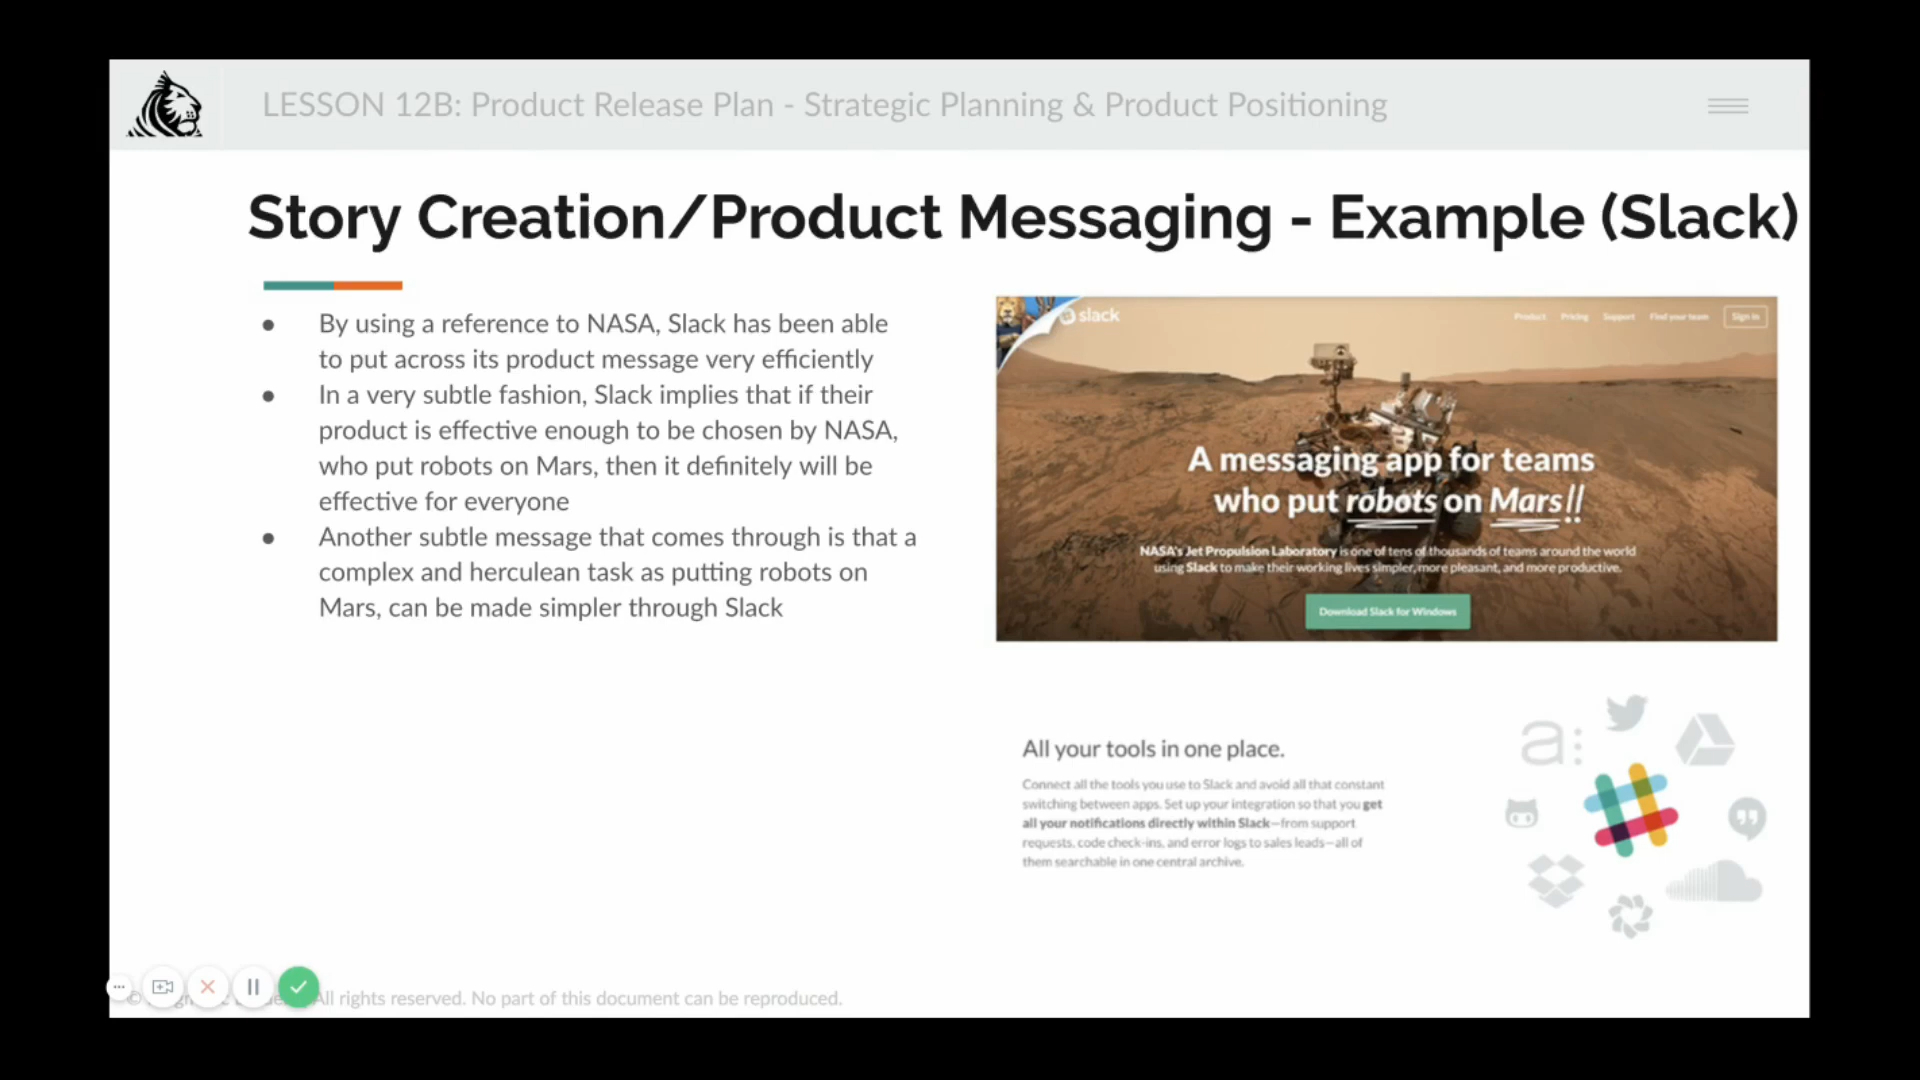 LESSON 12B: Product Release Plan - Strategic Planning & Product Positioning
Story Creation/Product Messaging - Example (Slack)
● By using a reference to NASA, Slack has been able
to put across its product message very efficiently
● In a very subtle fashion, Slack implies that if their
product is effective enough to be chosen by NASA,
who put robots on Mars, then it definitely will be
effective for everyone
● Another subtle message that comes through is that a
complex and herculean task as putting robots on
Mars, can be made simpler through Slack
slack
Product Pricing Support Find your team Sign in
A messaging app for teams
who put robots on Mars!!
NASA's Jet Propulsion Laboratory is one of tens of thousands of teams around the world
using Slack to make their working lives simpler, more pleasant, and more productive.
Download Slack for Windows
All your tools in one place.
Connect all the tools you use to Slack and avoid all that constant
switching between apps. Set up your integration so that you get
all your notifications directly within Slack—from support
requests, code check-ins, and error logs to sales leads—all of
them searchable in one central archive.
a:
All rights reserved. No part of this document can be reproduced.